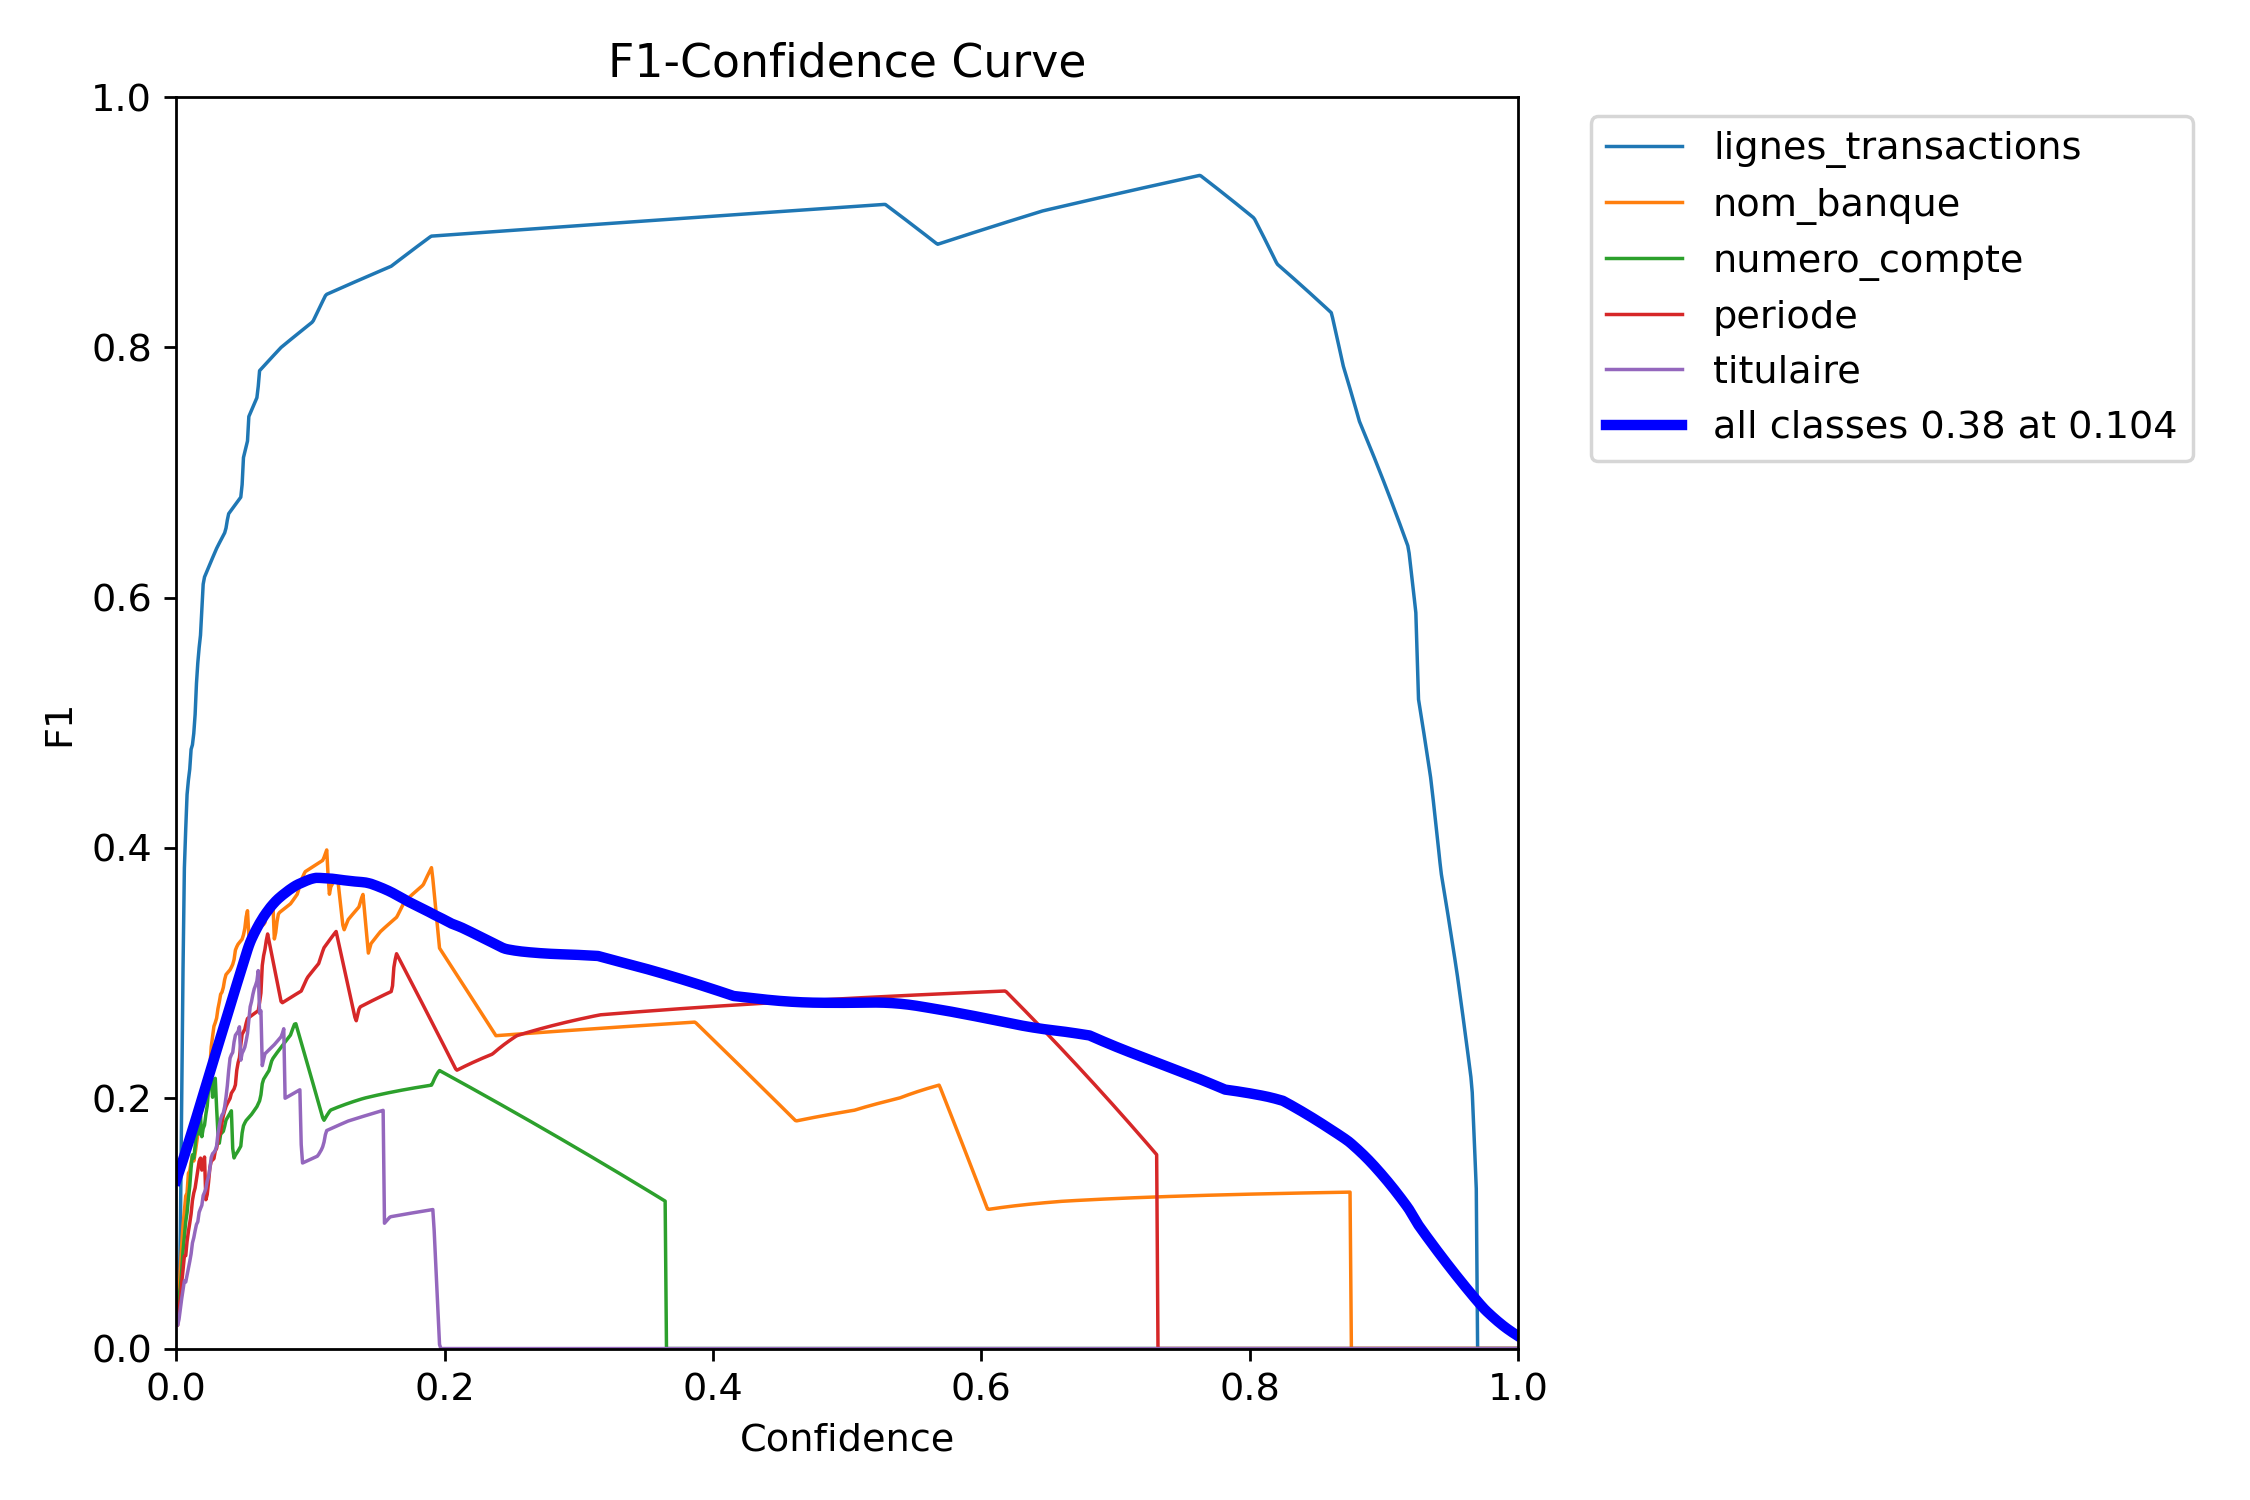 F1-Confidence Curve
1.0
0.8
0.6
0.4
0.2
0.0
F1
0.0 0.2 0.4 0.6 0.8 1.0
Confidence
lignes_transactions
nom_banque
numero_compte
periode
titulaire
all classes 0.38 at 0.104